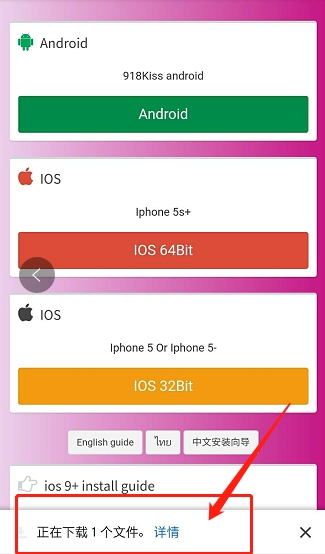 Android
918Kiss android
Android
IOS
Iphone 5s+
IOS 64Bit
IOS
Iphone 5 Or Iphone 5-
IOS 32Bit
English guide ไทย 中文安装向导
ios 9+ install guide
正在下载 1 个文件。 详情